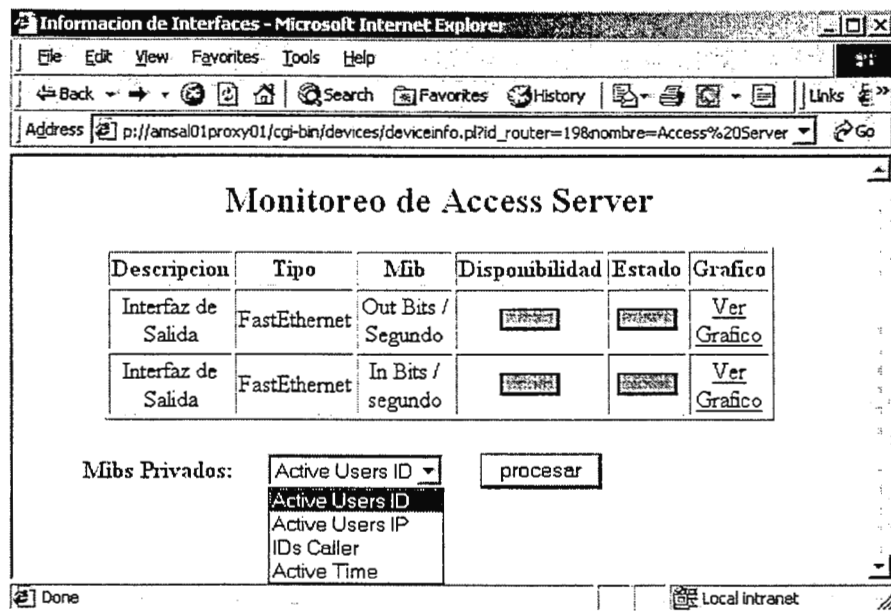 Informacion de Interfaces - Microsoft Internet Explorer
File Edit View Favorites Tools Help
Back Search Favorites History Links
Address p://amsal01proxy01/cgi-bin/devices/deviceinfo.pl?id_router=198nombre=Access%20Server Go
Monitoreo de Access Server
Descripcion Tipo Mib Disponibilidad Estado Grafico
Interfaz de Salida FastEthernet Out Bits / Segundo Ver Grafico
Interfaz de Salida FastEthernet In Bits / segundo Ver Grafico
Mibs Privados: Active Users ID procesar
Active Users ID
Active Users IP
IDs Caller
Active Time
Done Local intranet